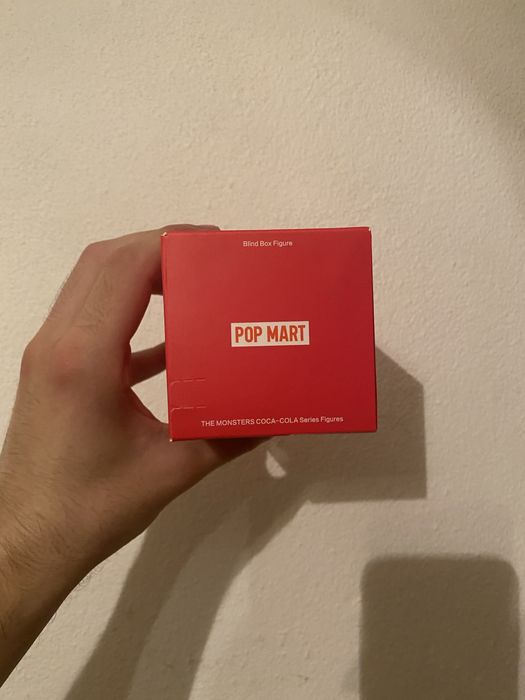 Blind Box Figure
POP MART
THE MONSTERS COCA-COLA Series Figures